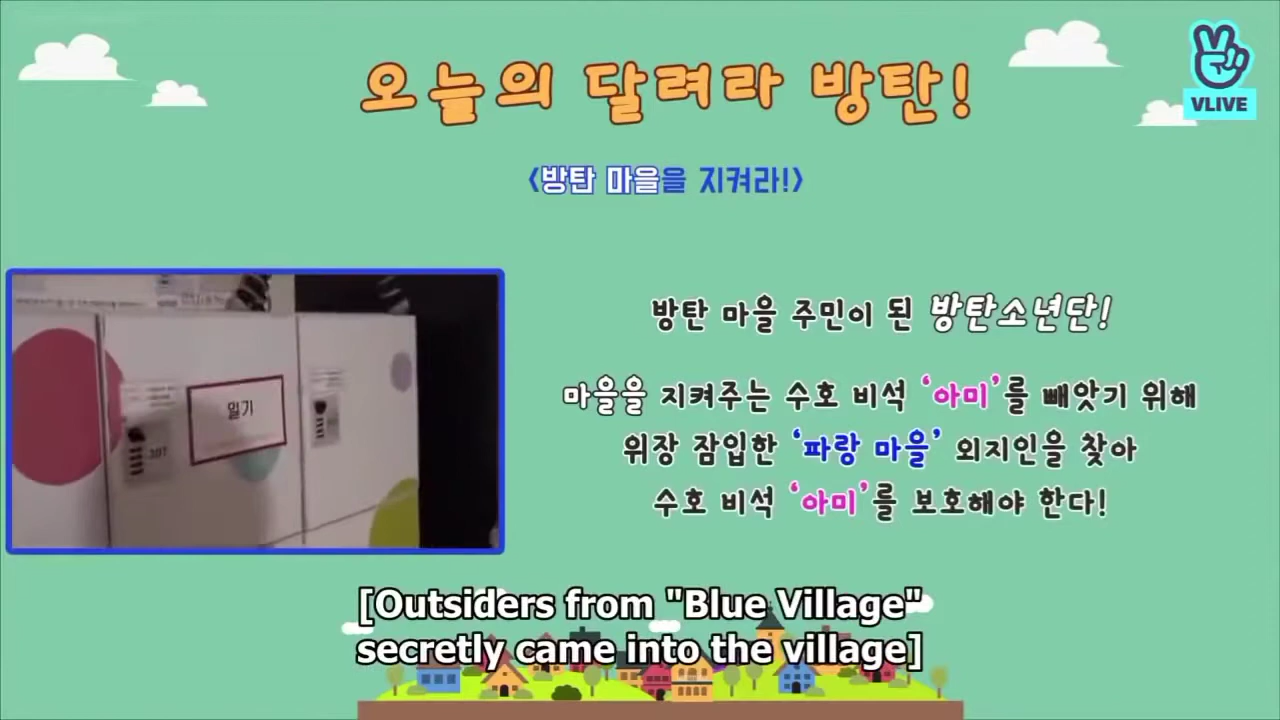 오늘의 달려라 방탄!
VLIVE
<방탄 마을을 지켜라!>
일기
방탄 마을 주민이 된 방탄소년단!
마을을 지켜주는 수호 비석 '아미'를 빼앗기 위해
위장 잠입한 '파랑 마을' 외지인을 찾아
수호 비석 '아미'를 보호해야 한다!
[Outsiders from "Blue Village"
secretly came into the village]